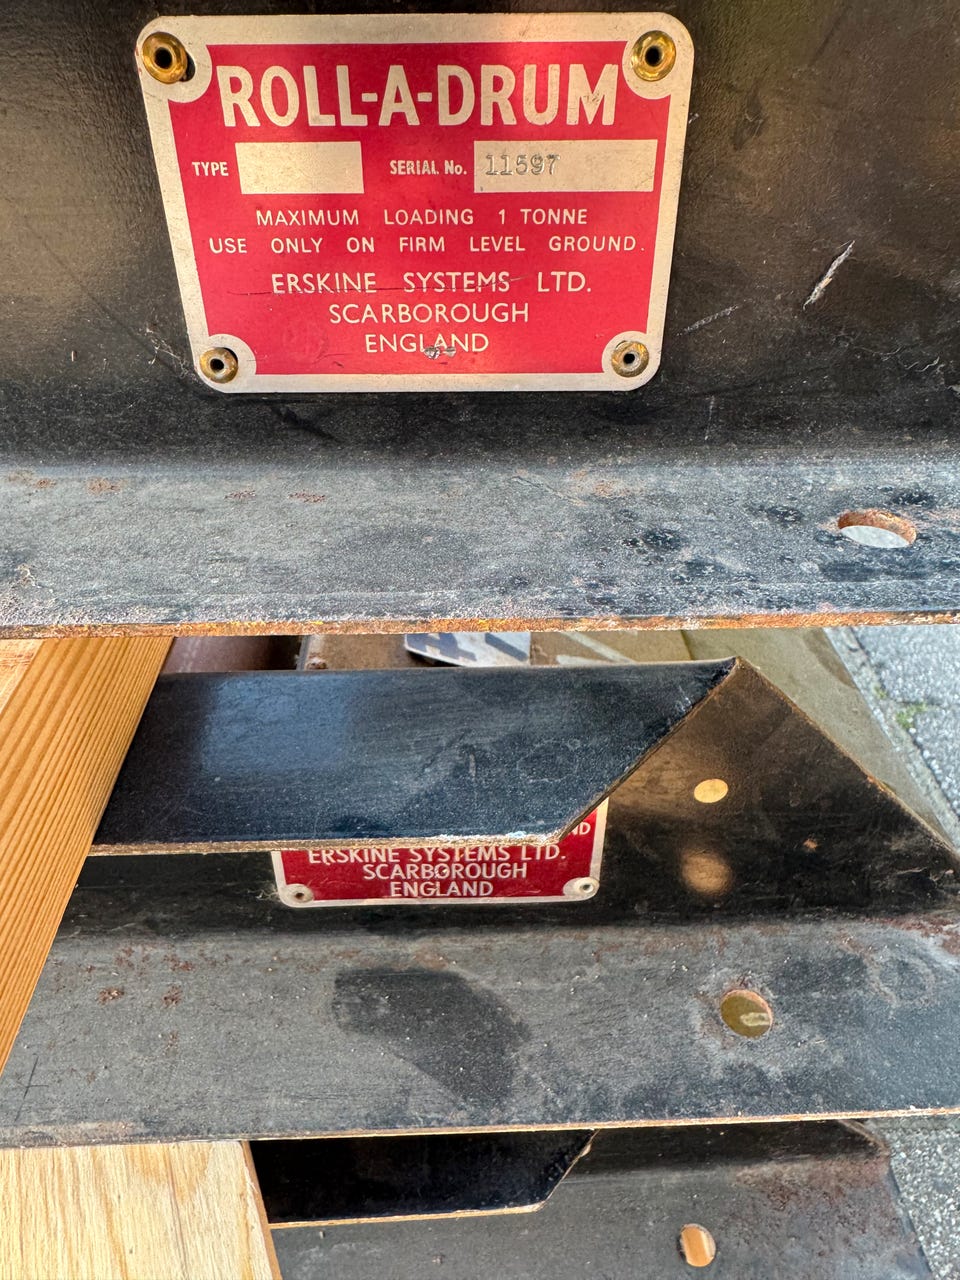 ROLL-A-DRUM
TYPE SERIAL No. 11597
MAXIMUM LOADING 1 TONNE
USE ONLY ON FIRM LEVEL GROUND.
ERSKINE SYSTEMS LTD.
SCARBOROUGH
ENGLAND
ND
ERSKINE SYSTEMS LTD.
SCARBOROUGH
ENGLAND